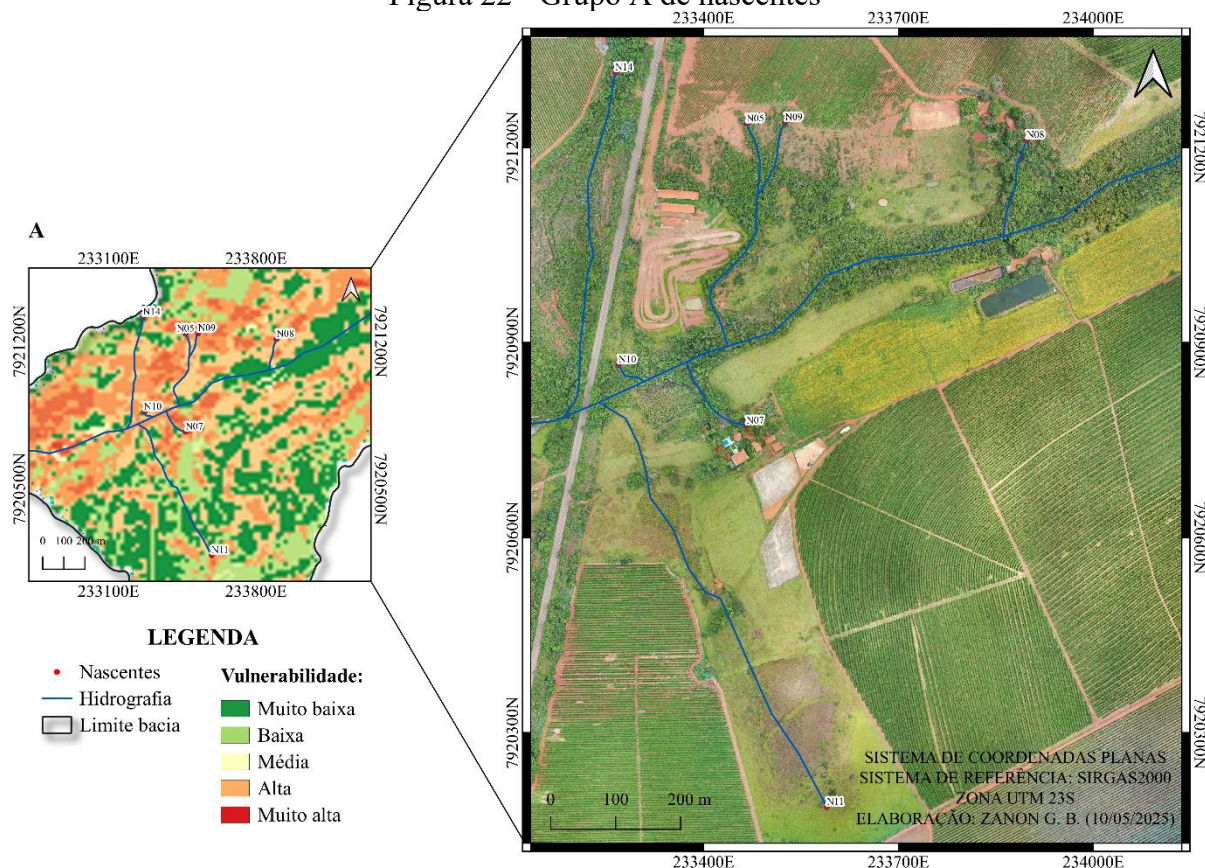 Figura 22 - Grupo A de nascentes
233400E 233700E 234000E
N14
N05 N09
N08
7921200N 7921200N
A
233100E 233800E
N14
N05 N09
N08
7921200N 7921200N
7920900N 7920900N
N10
N10
N07
N07
7920500N 7920500N
7920600N 7920600N
N11
0 100 200 m
233100E 233800E
LEGENDA
Nascentes
Hidrografia
Limite bacia
Vulnerabilidade:
Muito baixa
Baixa
Média
Alta
Muito alta
7920300N 7920300N
N11
0 100 200 m
SISTEMA DE COORDENADAS PLANAS
SISTEMA DE REFERÊNCIA: SIRGAS2000
ZONA UTM 23S
ELABORAÇÃO: ZANON G. B. (10/05/2025)
233400E 233700E 234000E